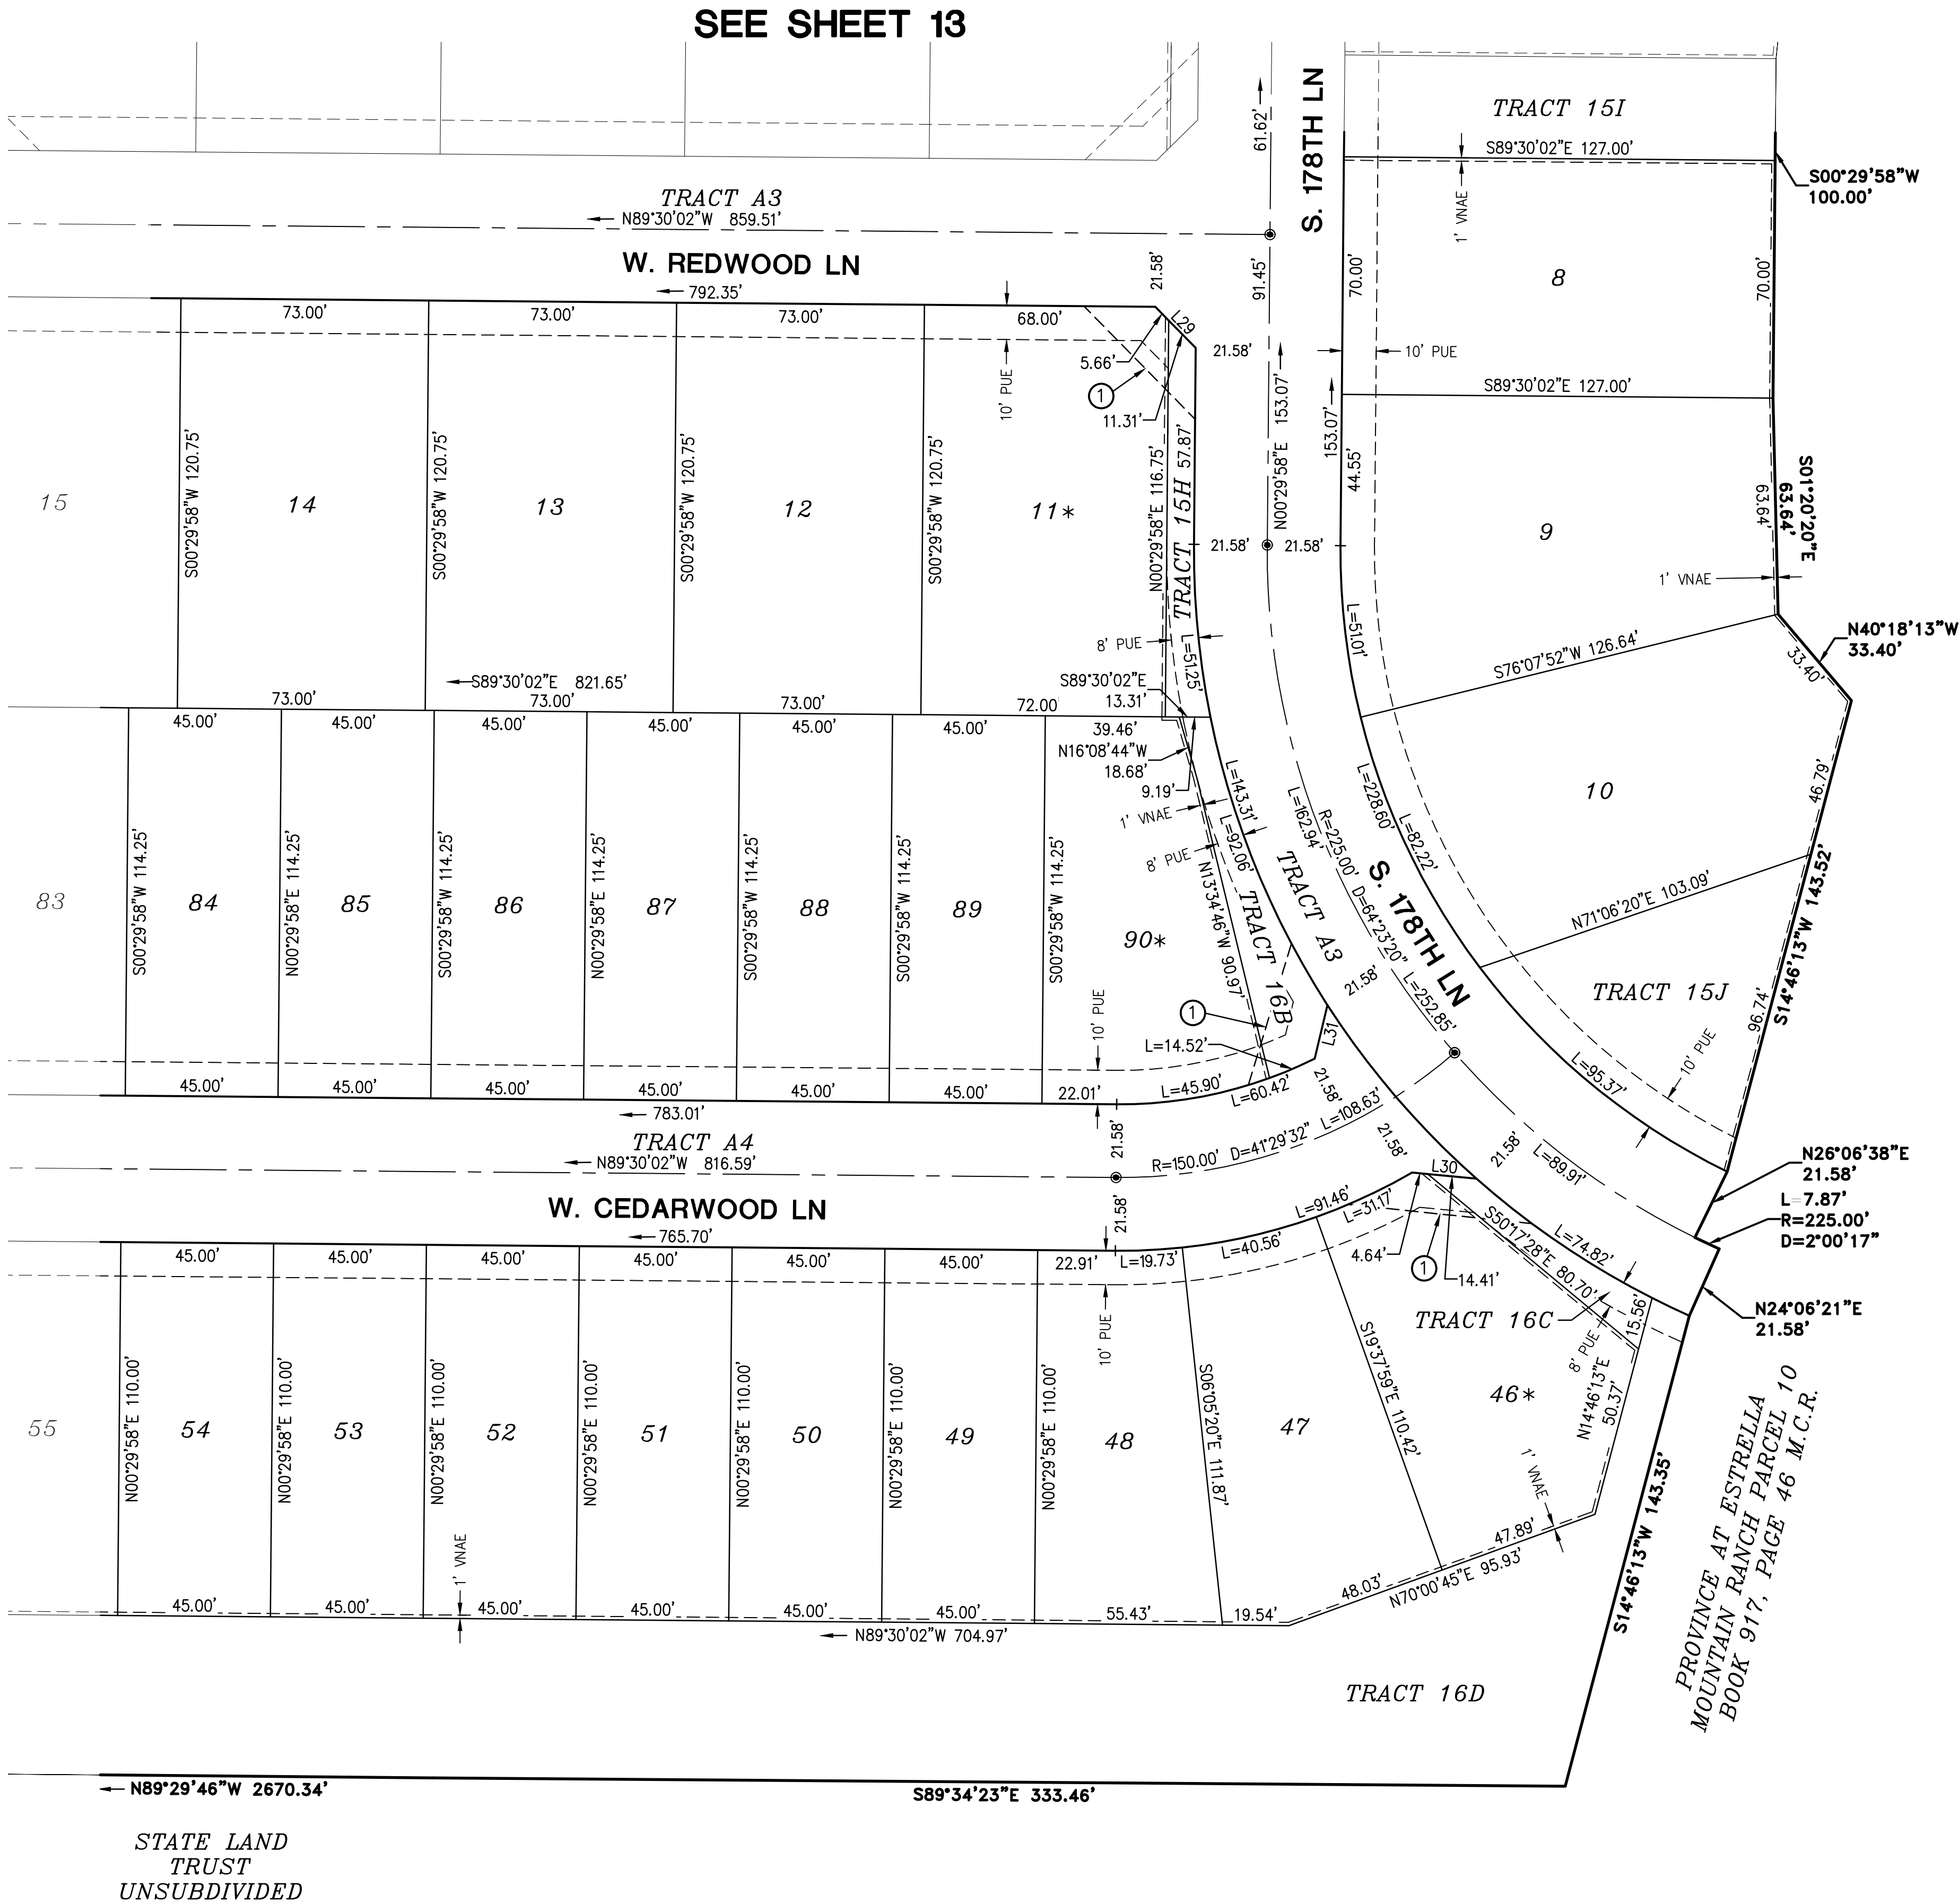 SEE SHEET 13
TRACT 15I
S. 178TH LN
61.62'
S89°30'02"E 127.00'
1' VNAE
S00°29'58"W
100.00'
TRACT A3
N89°30'02"W 859.51'
W. REDWOOD LN
792.35'
21.58'
91.45'
70.00'
8
70.00'
73.00'
73.00'
73.00'
68.00'
L29
5.66'
1
11.31'
21.58'
10' PUE
10' PUE
153.07'
N00°29'58"E 153.07'
S89°30'02"E 127.00'
44.55'
15
S00°29'58"W 120.75'
14
S00°29'58"W 120.75'
13
S00°29'58"W 120.75'
12
S00°29'58"W 120.75'
11*
N00°29'58"E 116.75'
TRACT 15H
57.87'
21.58'
21.58'
9
63.64'
S01°20'20"E
63.64'
1' VNAE
L=51.01'
N40°18'13"W
33.40'
33.40'
S76°07'52"W 126.64'
8' PUE
L=51.25'
S89°30'02"E
13.31'
S89°30'02"E 821.65'
73.00'
73.00'
73.00'
72.00
45.00'
45.00'
45.00'
45.00'
45.00'
45.00'
39.46'
N16°08'44"W
18.68'
9.19'
1' VNAE
8' PUE
L=143.31'
L=92.06'
L=162.94'
R=225.00' D=64°23'20" L=252.85'
L=228.60'
L=82.22'
10
46.79'
N71°06'20"E 103.09'
S14°46'13"W 143.52'
83
S00°29'58"W 114.25'
84
N00°29'58"E 114.25'
85
S00°29'58"W 114.25'
86
N00°29'58"E 114.25'
87
S00°29'58"W 114.25'
88
S00°29'58"W 114.25'
89
S00°29'58"W 114.25'
90*
N13°34'46"W 90.97'
TRACT 16B
TRACT A3
S. 178TH LN
21.58'
TRACT 15J
96.74'
10' PUE
10' PUE
1
L=14.52'
L31
L=95.37'
45.00'
45.00'
45.00'
45.00'
45.00'
45.00'
22.01'
L=45.90'
L=60.42'
21.58'
783.01'
TRACT A4
N89°30'02"W 816.59'
21.58'
R=150.00' D=41°29'32" L=108.63'
21.58'
21.58'
L=89.91'
N26°06'38"E
21.58'
L=7.87'
R=225.00'
D=2°00'17"
W. CEDARWOOD LN
765.70'
21.58'
L30
L=91.46'
L=31.17'
L=40.56'
4.64'
1
14.41'
S50°17'28"E 80.70'
L=74.82'
45.00'
45.00'
45.00'
45.00'
45.00'
45.00'
22.91'
L=19.73'
10' PUE
TRACT 16C
15.56'
8' PUE
N24°06'21"E
21.58'
55
N00°29'58"E 110.00'
54
N00°29'58"E 110.00'
53
N00°29'58"E 110.00'
52
N00°29'58"E 110.00'
51
N00°29'58"E 110.00'
50
N00°29'58"E 110.00'
49
N00°29'58"E 110.00'
48
S06°05'20"E 111.87'
47
S19°37'59"E 110.42'
46*
N14°46'13"E
50.37'
1' VNAE
1' VNAE
S14°46'13"W 143.35'
PROVINCE AT ESTRELLA
MOUNTAIN RANCH PARCEL 10
BOOK 917, PAGE 46 M.C.R.
45.00'
45.00'
45.00'
45.00'
45.00'
45.00'
55.43'
19.54'
48.03'
47.89'
N70°00'45"E 95.93'
N89°30'02"W 704.97'
TRACT 16D
N89°29'46"W 2670.34'
S89°34'23"E 333.46'
STATE LAND
TRUST
UNSUBDIVIDED